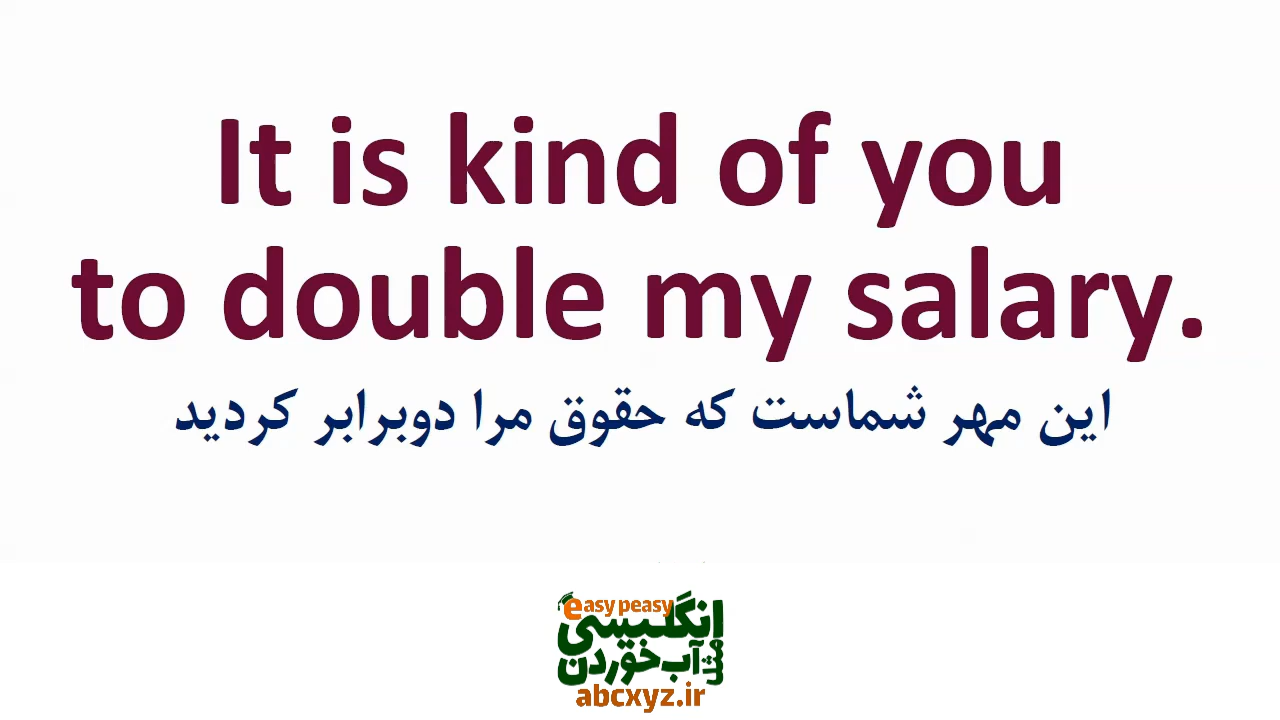 It is kind of you
to double my salary.
این مهر شماست که حقوق مرا دوبرابر کردید
easy peasy
انگلیسی
مثل آب خوردن
abcxyz.ir